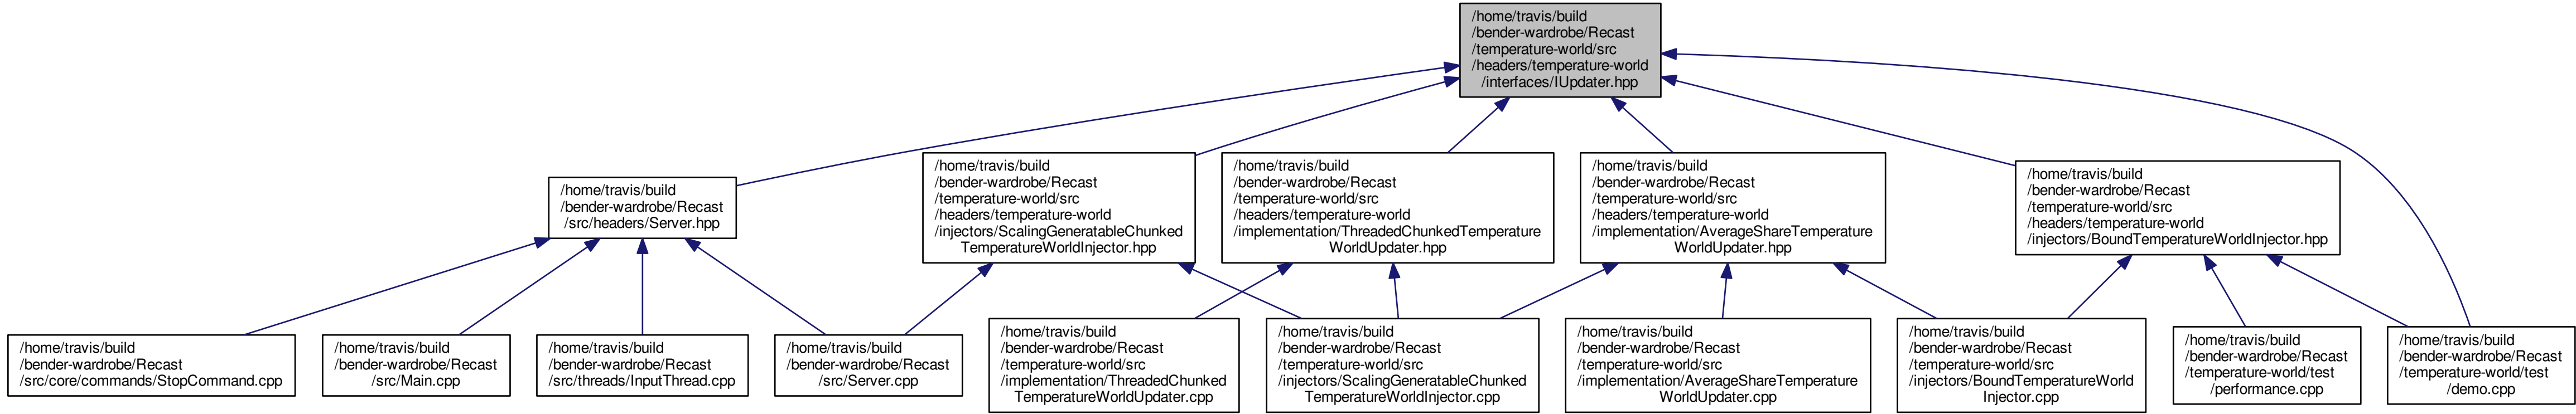 /home/travis/build
/bender-wardrobe/Recast
/temperature-world/src
/headers/temperature-world
/interfaces/IUpdater.hpp
/home/travis/build
/bender-wardrobe/Recast
/src/headers/Server.hpp
/home/travis/build
/bender-wardrobe/Recast
/temperature-world/src
/headers/temperature-world
/injectors/ScalingGeneratableChunked
TemperatureWorldInjector.hpp
/home/travis/build
/bender-wardrobe/Recast
/temperature-world/src
/headers/temperature-world
/implementation/ThreadedChunkedTemperature
WorldUpdater.hpp
/home/travis/build
/bender-wardrobe/Recast
/temperature-world/src
/headers/temperature-world
/implementation/AverageShareTemperature
WorldUpdater.hpp
/home/travis/build
/bender-wardrobe/Recast
/temperature-world/src
/headers/temperature-world
/injectors/BoundTemperatureWorldInjector.hpp
/home/travis/build
/bender-wardrobe/Recast
/src/core/commands/StopCommand.cpp
/home/travis/build
/bender-wardrobe/Recast
/src/Main.cpp
/home/travis/build
/bender-wardrobe/Recast
/src/threads/InputThread.cpp
/home/travis/build
/bender-wardrobe/Recast
/src/Server.cpp
/home/travis/build
/bender-wardrobe/Recast
/temperature-world/src
/implementation/ThreadedChunked
TemperatureWorldUpdater.cpp
/home/travis/build
/bender-wardrobe/Recast
/temperature-world/src
/injectors/ScalingGeneratableChunked
TemperatureWorldInjector.cpp
/home/travis/build
/bender-wardrobe/Recast
/temperature-world/src
/implementation/AverageShareTemperature
WorldUpdater.cpp
/home/travis/build
/bender-wardrobe/Recast
/temperature-world/src
/injectors/BoundTemperatureWorld
Injector.cpp
/home/travis/build
/bender-wardrobe/Recast
/temperature-world/test
/performance.cpp
/home/travis/build
/bender-wardrobe/Recast
/temperature-world/test
/demo.cpp